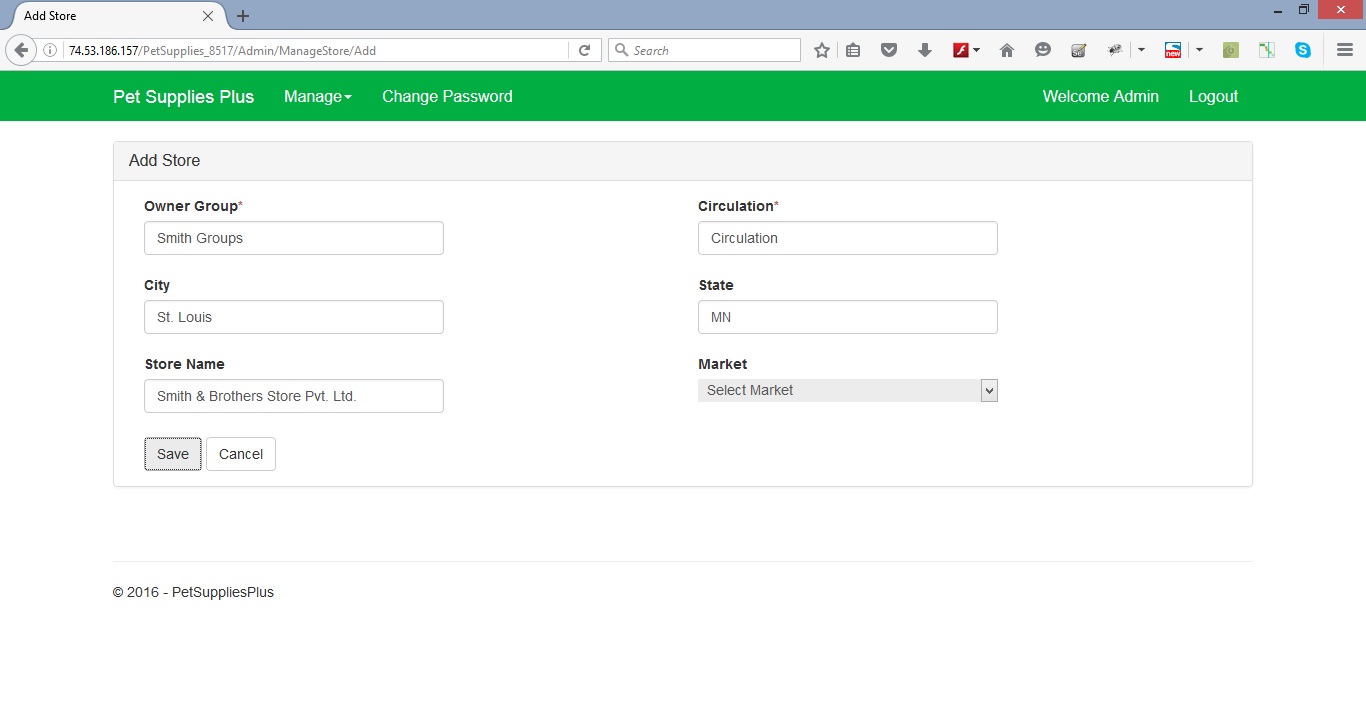 Add Store
74.53.186.157/PetSupplies_8517/Admin/ManageStore/Add
Search
new
S
Pet Supplies Plus Manage Change Password Welcome Admin Logout
Add Store
Owner Group* Circulation*
Smith Groups Circulation
City State
St. Louis MN
Store Name Market
Smith & Brothers Store Pvt. Ltd. Select Market
Save Cancel
© 2016 - PetSuppliesPlus